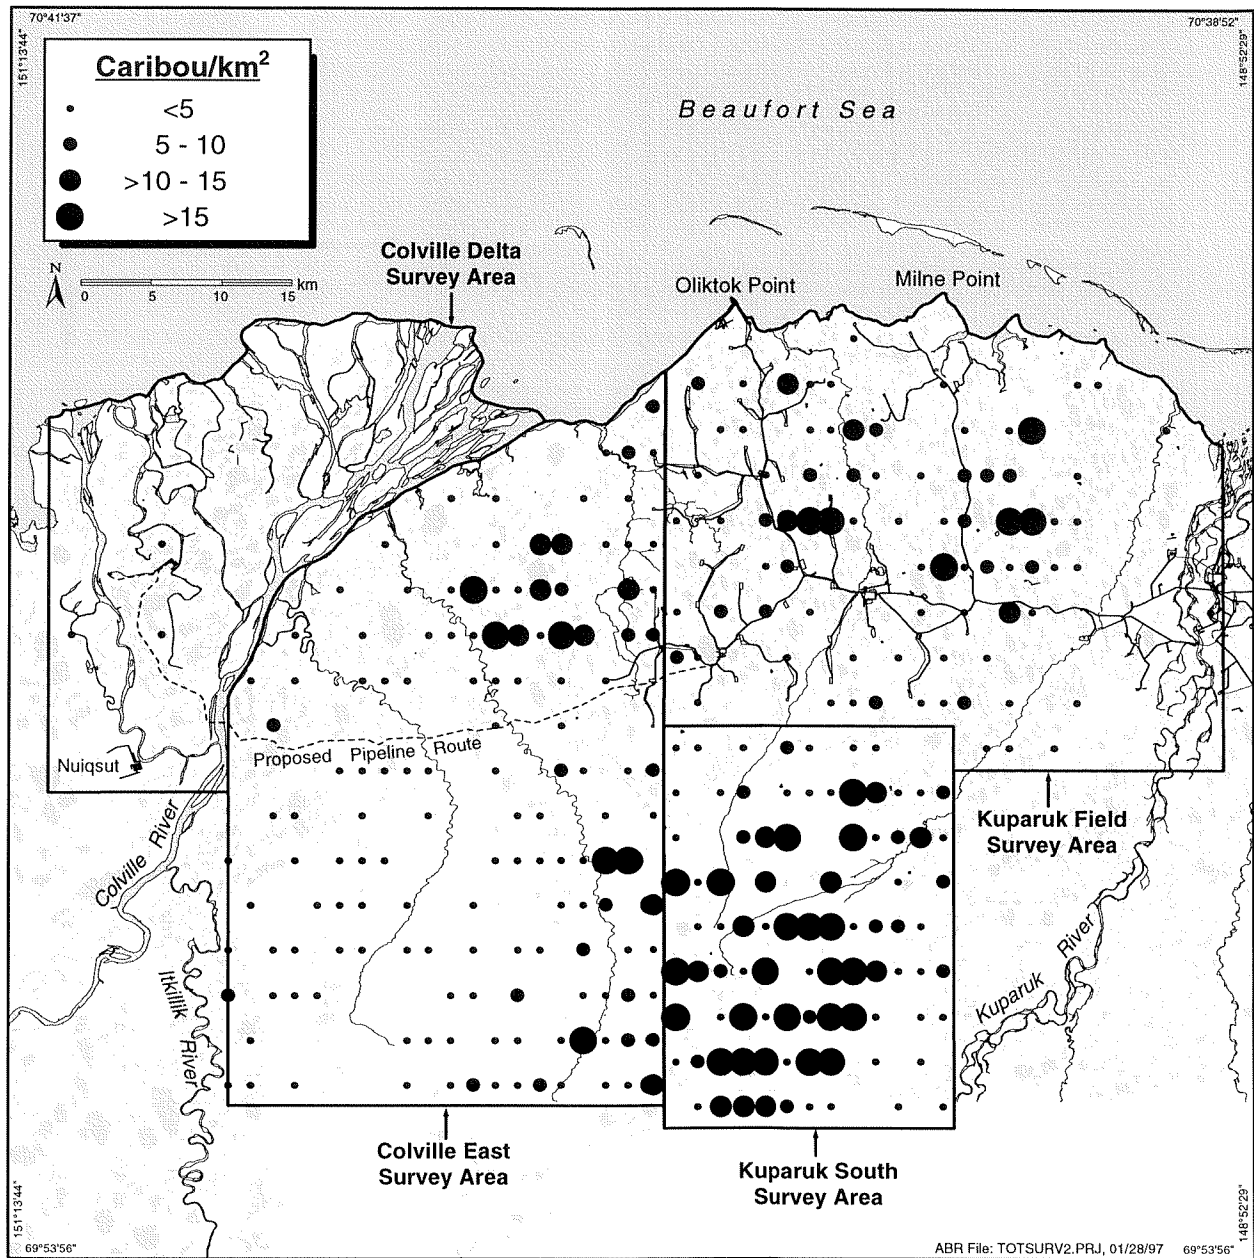 70°41'37"
70°38'52"
151°13'44"
148°52'29"
Caribou/km²
<5
5 - 10
>10 - 15
>15
Beaufort Sea
N
0 5 10 15 km
Colville Delta
Survey Area
Oliktok Point
Milne Point
Nuiqsut
Proposed Pipeline Route
Colville River
Itkillik River
Kuparuk River
Kuparuk Field
Survey Area
Colville East
Survey Area
Kuparuk South
Survey Area
151°13'44"
148°52'29"
69°53'56"
ABR File: TOTSURV2.PRJ, 01/28/97
69°53'56"